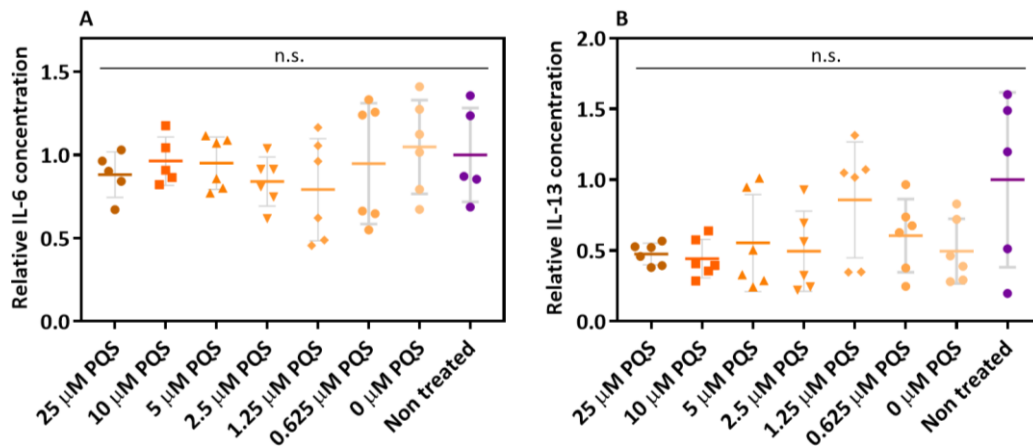 A
Relative IL-6 concentration
n.s.
1.5
1.0
0.5
0.0
25 μM PQS
10 μM PQS
5 μM PQS
2.5 μM PQS
1.25 μM PQS
0.625 μM PQS
0 μM PQS
Non treated
B
Relative IL-13 concentration
n.s.
2.0
1.5
1.0
0.5
0.0
25 μM PQS
10 μM PQS
5 μM PQS
2.5 μM PQS
1.25 μM PQS
0.625 μM PQS
0 μM PQS
Non treated